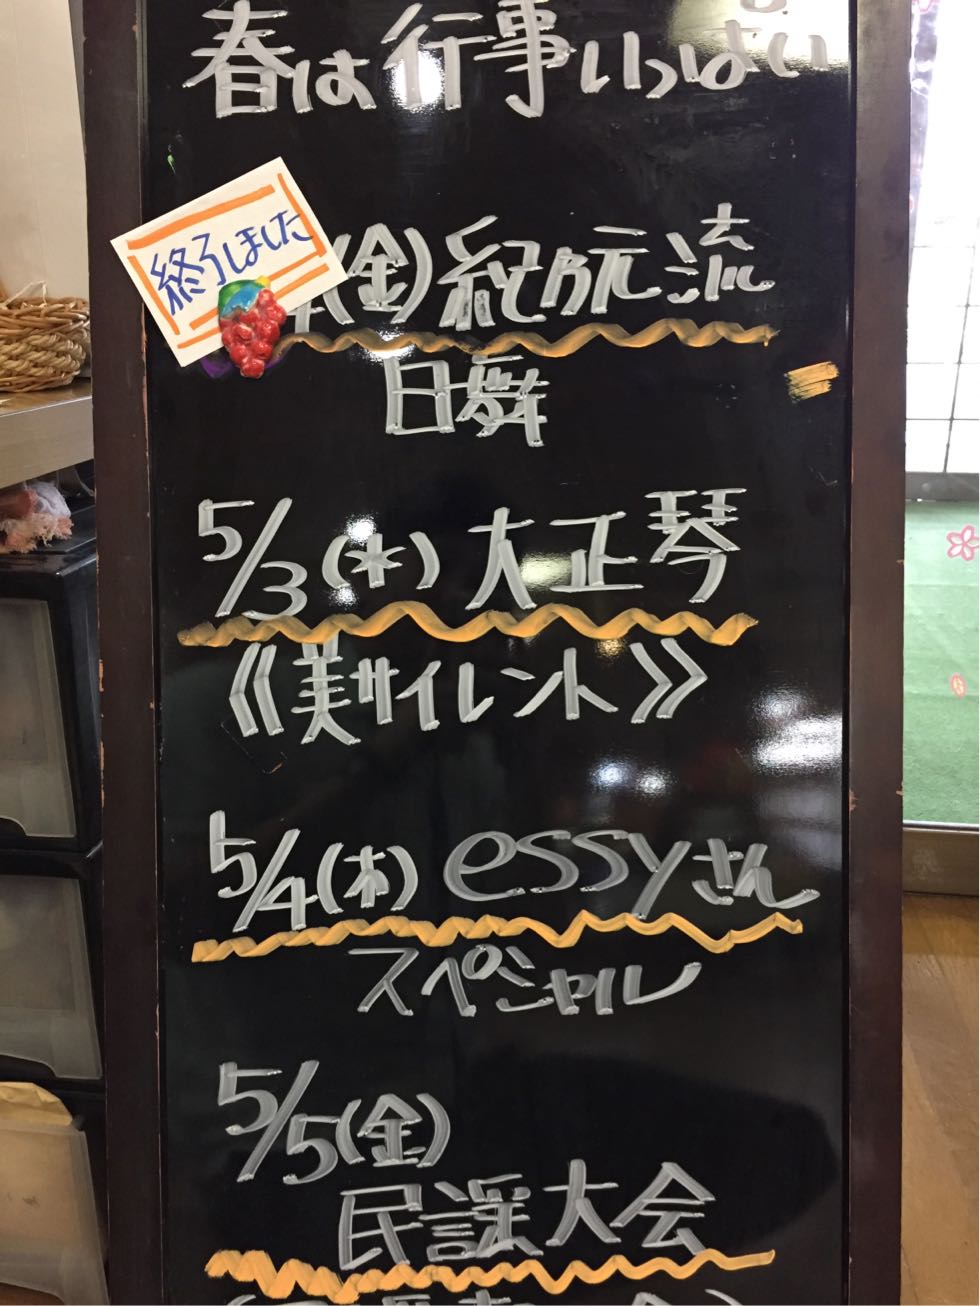 春は行事いっぱい
終了しました
(金) 紀元流
日舞
5/3 (水) 大正琴
《美サイレント》
5/4 (木) essyさん
スペシャル
5/5 (金)
民謡大会